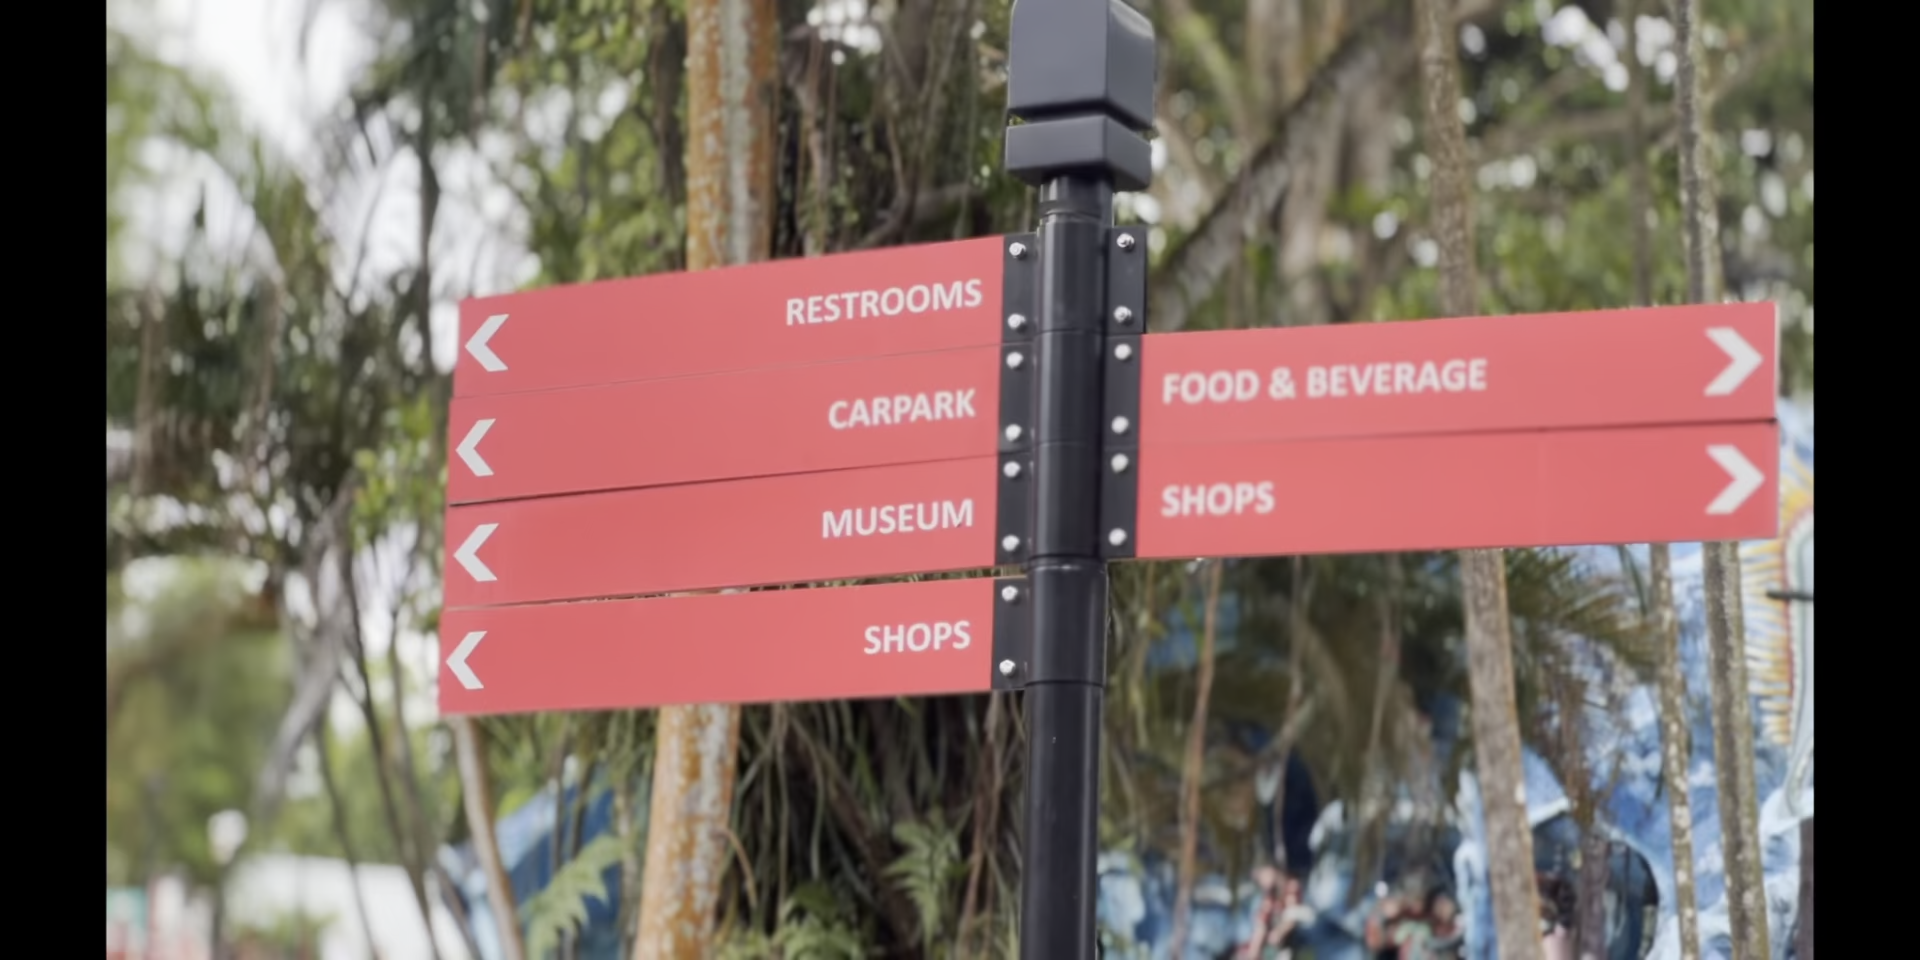 RESTROOMS
CARPARK
MUSEUM
SHOPS
FOOD & BEVERAGE
SHOPS